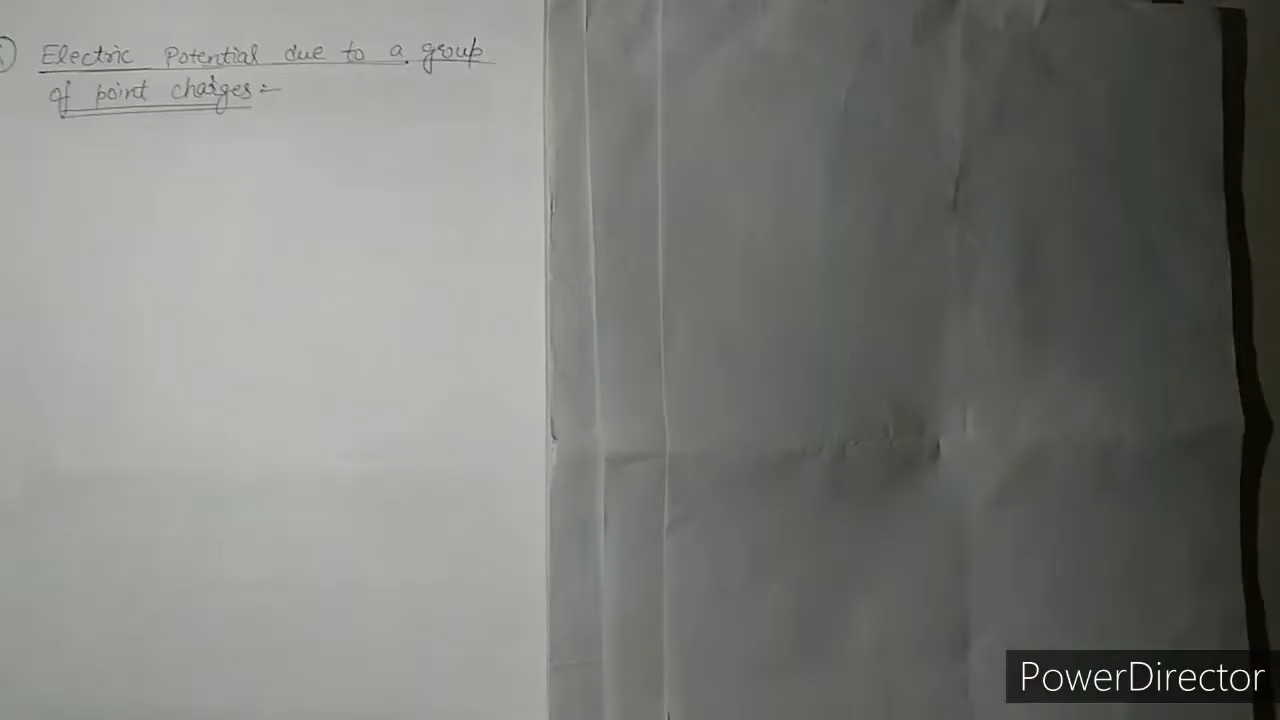 Electric Potential due to a group
of point charges:-
PowerDirector